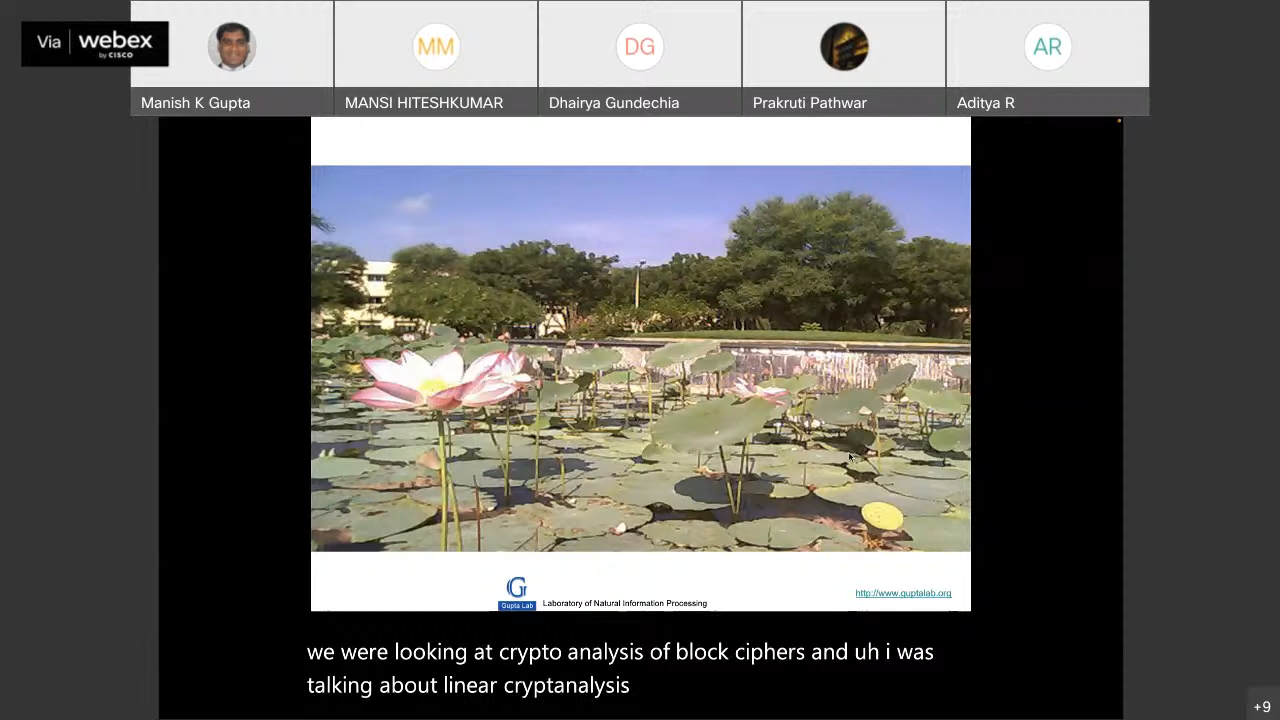 Via webex
by CISCO
MM
DG
AR
Manish K Gupta
MANSI HITESHKUMAR
Dhairya Gundechia
Prakruti Pathwar
Aditya R
G
Gupta Lab
Laboratory of Natural Information Processing
http://www.guptalab.org
we were looking at crypto analysis of block ciphers and uh i was
talking about linear cryptanalysis
+9